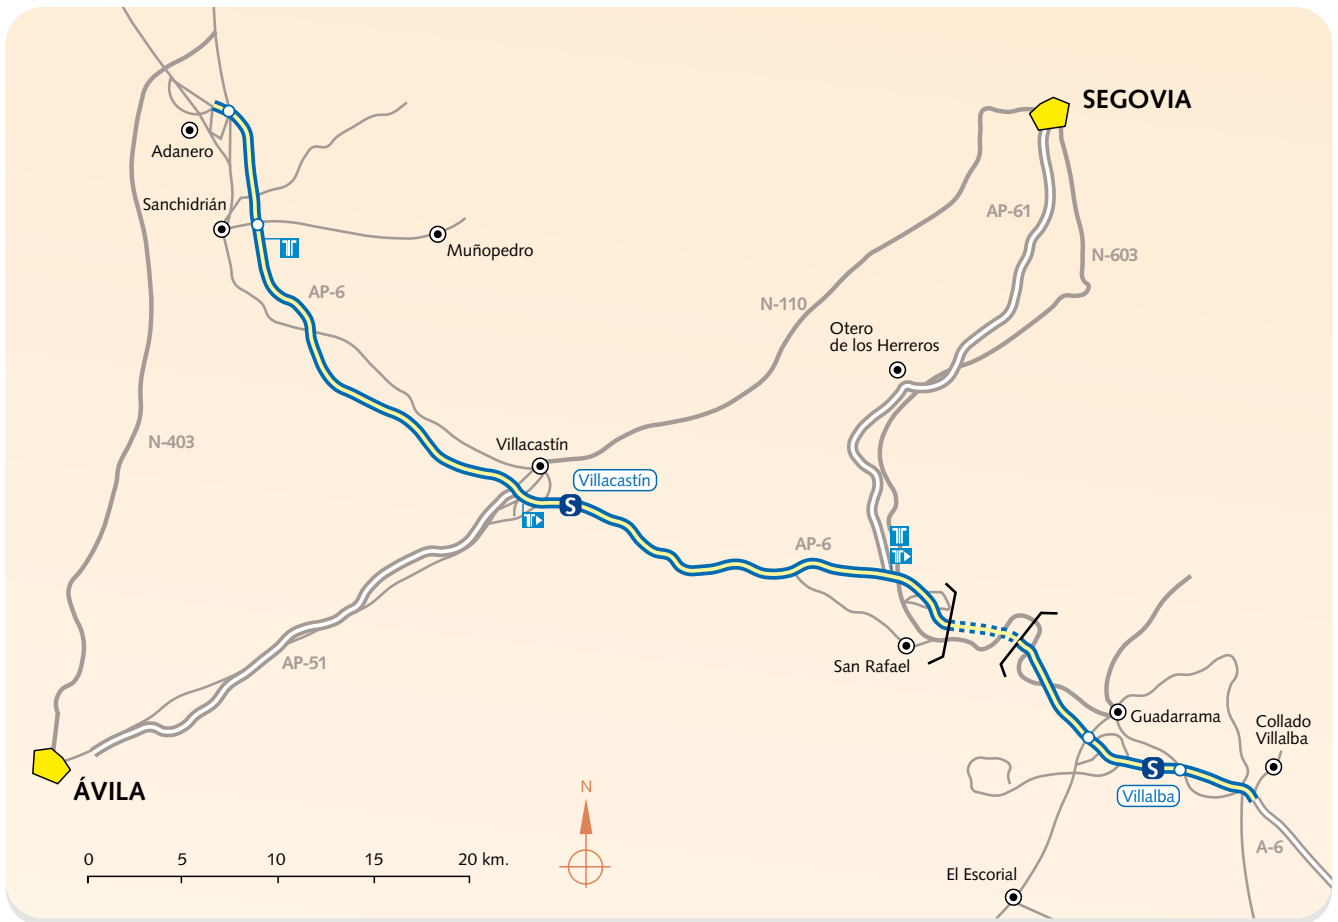 SEGOVIA
Adanero
Sanchidrián
AP-61
Muñopedro
N-603
AP-6
N-110
Otero
de los Herreros
N-403
Villacastín
Villacastín
S
AP-6
AP-51
San Rafael
Guadarrama
Collado
Villalba
ÁVILA
S
Villalba
N
A-6
0 5 10 15 20 km.
El Escorial